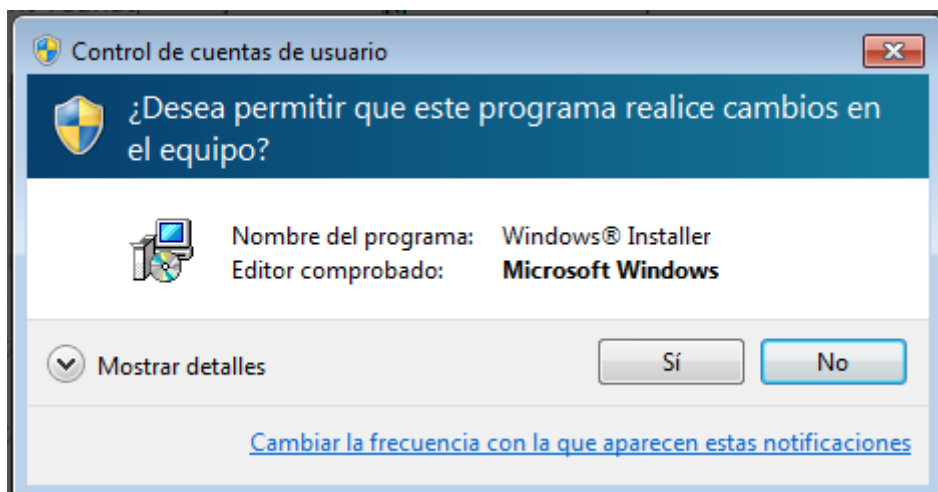 Control de cuentas de usuario
¿Desea permitir que este programa realice cambios en
el equipo?
Nombre del programa: Windows® Installer
Editor comprobado: Microsoft Windows
Mostrar detalles
Sí
No
Cambiar la frecuencia con la que aparecen estas notificaciones